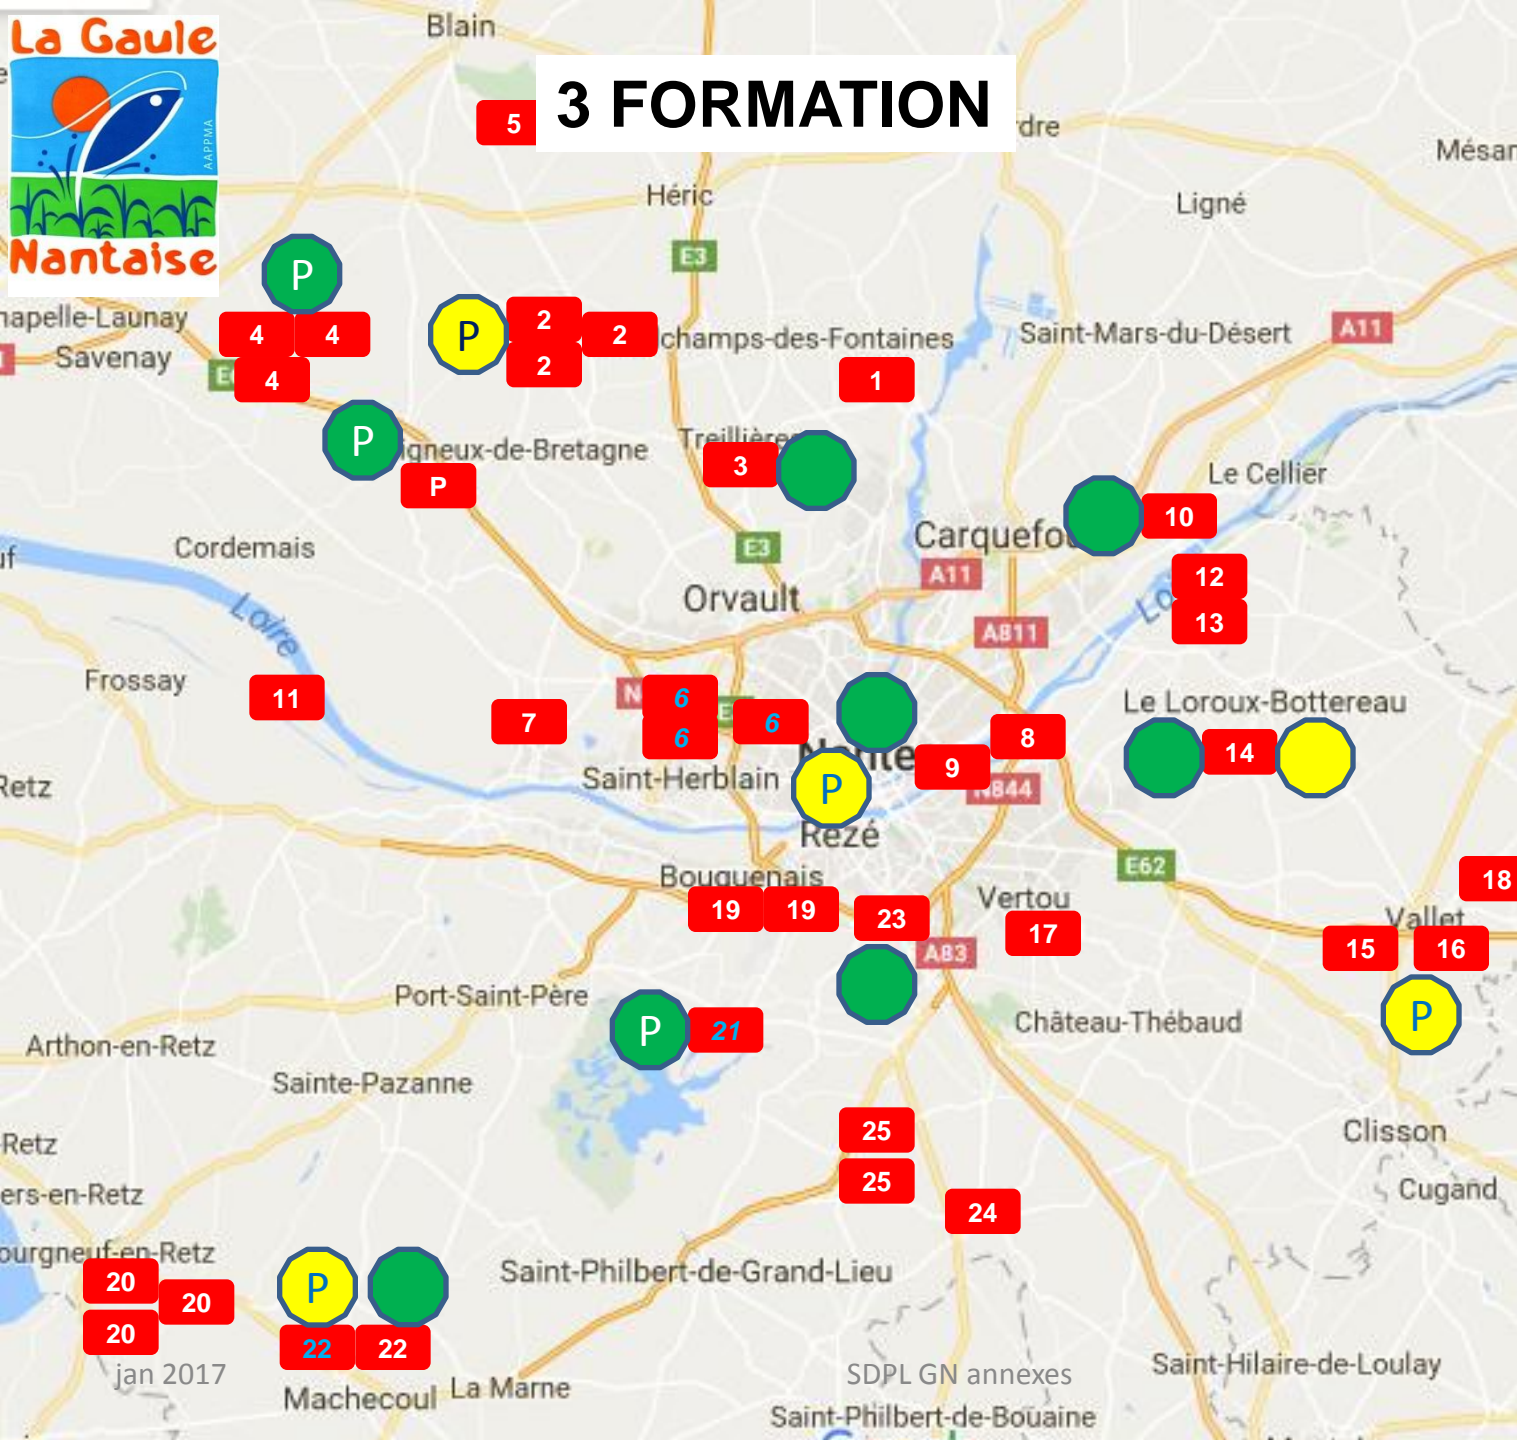 La Gaule
AAPPMA
Nantaise
3 FORMATION
Blain
5
rdre
Mésan
Héric
Ligné
E3
P
hapelle-Launay
4 4
P
2
2
2
champs-des-Fontaines
Saint-Mars-du-Désert
A11
Savenay
4
1
P
igneux-de-Bretagne
Treillières
3
P
Le Cellier
10
Cordemais
E3
Carquefou
A11
12
Orvault
Loire
A811
13
Frossay
11
7
6
6
6
Le Loroux-Bottereau
8
Nantes
9
14
Saint-Herblain
P
N844
Retz
Rezé
E62
Bouguenais
Vertou
18
19 19
23
17
Vallet
15
16
A83
Port-Saint-Père
P
21
P
Château-Thébaud
Arthon-en-Retz
Sainte-Pazanne
25
Clisson
-Retz
25
Cugand
ers-en-Retz
24
ourgneuf-en-Retz
20
20
20
P
Saint-Philbert-de-Grand-Lieu
22 22
jan 2017
SDPL GN annexes
Saint-Hilaire-de-Loulay
Machecoul
La Marne
Saint-Philbert-de-Bouaine